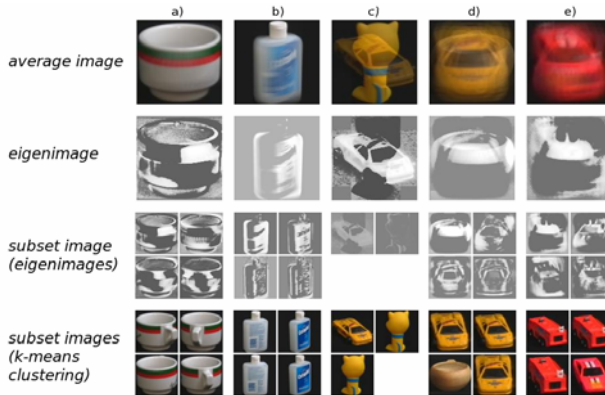 a) b) c) d) e)
average image
eigenimage
subset image
(eigenimages)
subset images
(k-means
clustering)